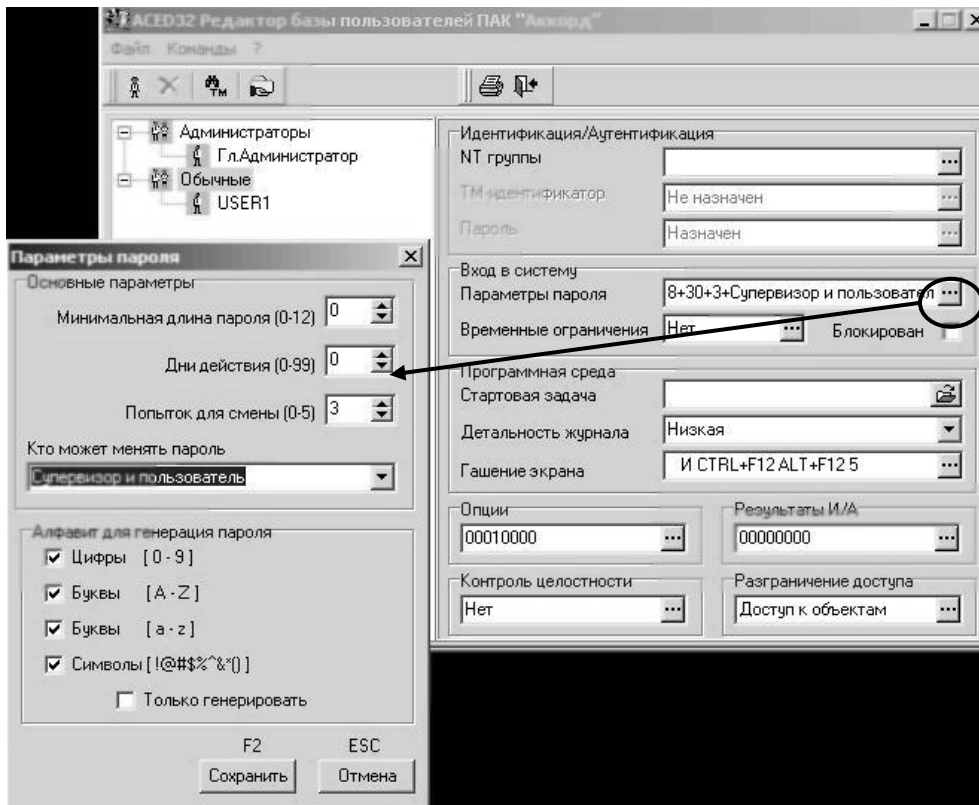 ACED32 Редактор базы пользователей ПАК "Аккорд"
Файл Команды ?
TM
Администраторы
Гл.Администратор
Обычные
USER1
Идентификация/Аутентификация
NT группы
ТМ-идентификатор Не назначен
Пароль Назначен
Вход в систему
Параметры пароля 8+30+3+Супервизор и пользовател
Временные ограничения Нет Блокирован
Программная среда
Стартовая задача
Детальность журнала Низкая
Гашение экрана И CTRL+F12 ALT+F12 5
Опции
00010000
Результаты И/А
00000000
Контроль целостности
Нет
Разграничение доступа
Доступ к объектам
Параметры пароля
Основные параметры
Минимальная длина пароля (0-12) 0
Дни действия (0-99) 0
Попыток для смены (0-5) 3
Кто может менять пароль
Супервизор и пользователь
Алфавит для генерация пароля
Цифры [ 0 - 9 ]
Буквы [ A - Z ]
Буквы [ a - z ]
Символы [ !@#$%^&*() ]
Только генерировать
F2 ESC
Сохранить Отмена